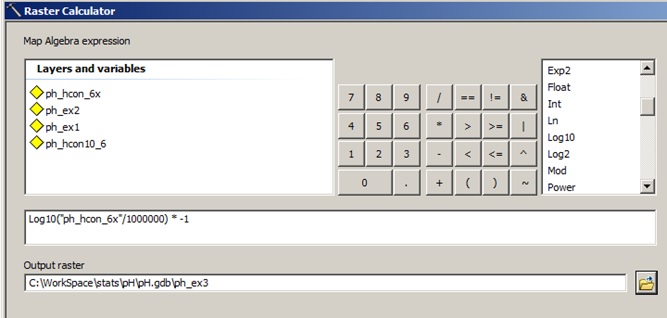 Raster Calculator
Map Algebra expression
Layers and variables
ph_hcon_6x
ph_ex2
ph_ex1
ph_hcon10_6
7 8 9 / == != &
4 5 6 * > >= |
1 2 3 - < <= ^
0 . + ( ) ~
Exp2
Float
Int
Ln
Log10
Log2
Mod
Power
Log10("ph_hcon_6x"/1000000) * -1
Output raster
C:\WorkSpace\stats\pH\pH.gdb\ph_ex3